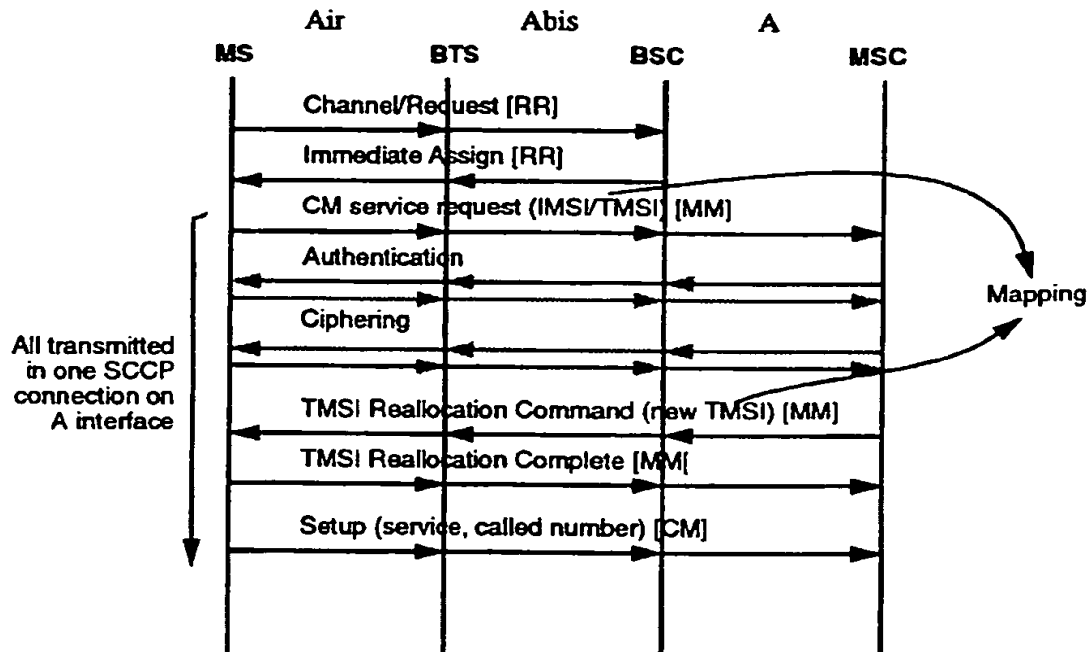 Air Abis A
MS BTS BSC MSC
Channel/Request [RR]
Immediate Assign [RR]
CM service request (IMSI/TMSI) [MM]
Authentication
Mapping
Ciphering
All transmitted
in one SCCP
connection on
A interface
TMSI Reallocation Command (new TMSI) [MM]
TMSI Reallocation Complete [MM[
Setup (service, called number) [CM]